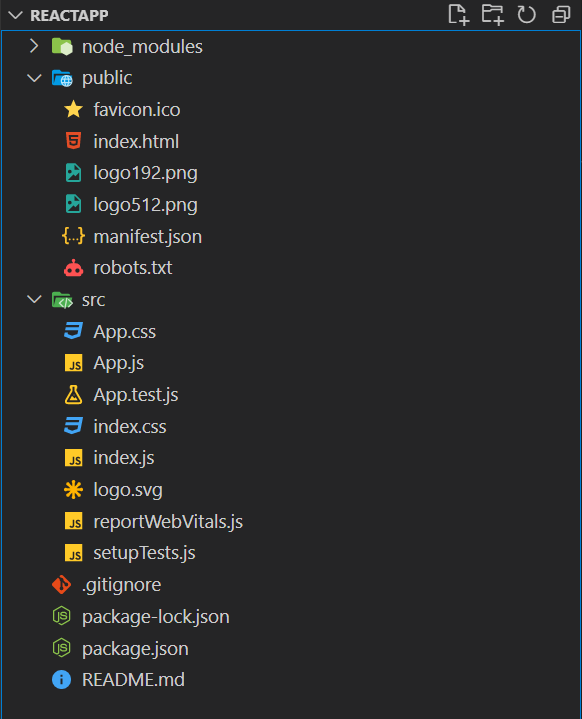 REACTAPP
node_modules
public
favicon.ico
index.html
logo192.png
logo512.png
manifest.json
robots.txt
src
App.css
App.js
App.test.js
index.css
index.js
logo.svg
reportWebVitals.js
setupTests.js
.gitignore
package-lock.json
package.json
README.md